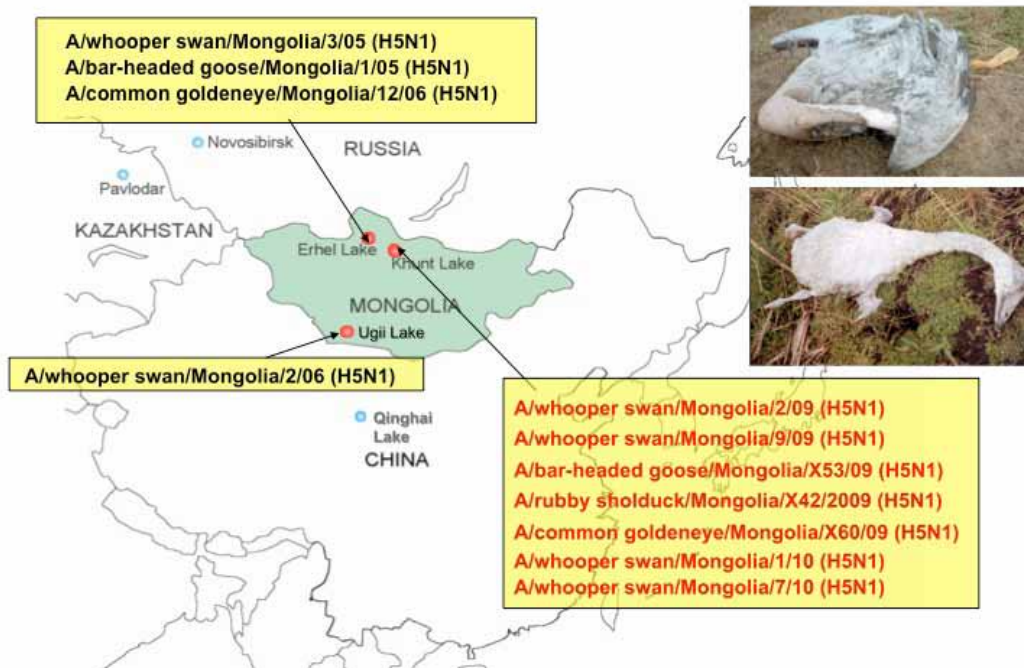 A/whooper swan/Mongolia/3/05 (H5N1)
A/bar-headed goose/Mongolia/1/05 (H5N1)
A/common goldeneye/Mongolia/12/06 (H5N1)
Novosibirsk
RUSSIA
Pavlodar
KAZAKHSTAN
Erhel Lake
Khunt Lake
MONGOLIA
Ugii Lake
A/whooper swan/Mongolia/2/06 (H5N1)
Qinghai
Lake
CHINA
A/whooper swan/Mongolia/2/09 (H5N1)
A/whooper swan/Mongolia/9/09 (H5N1)
A/bar-headed goose/Mongolia/X53/09 (H5N1)
A/rubby sholduck/Mongolia/X42/2009 (H5N1)
A/common goldeneye/Mongolia/X60/09 (H5N1)
A/whooper swan/Mongolia/1/10 (H5N1)
A/whooper swan/Mongolia/7/10 (H5N1)